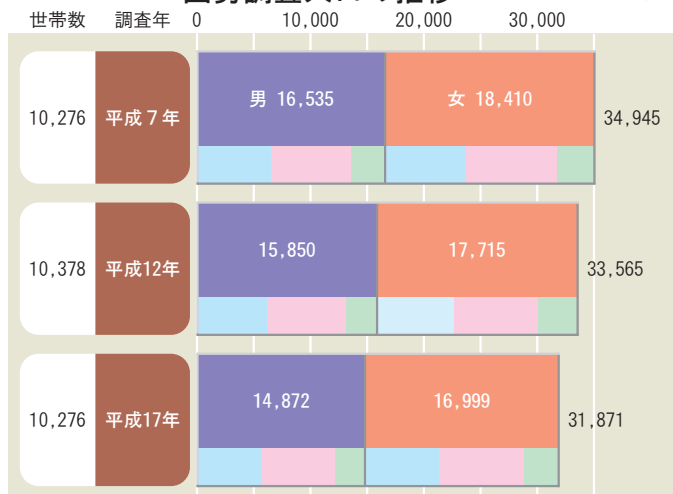 世帯数 調査年 0 10,000 20,000 30,000
10,276 平成7年 男 16,535 女 18,410 34,945
10,378 平成12年 15,850 17,715 33,565
10,276 平成17年 14,872 16,999 31,871